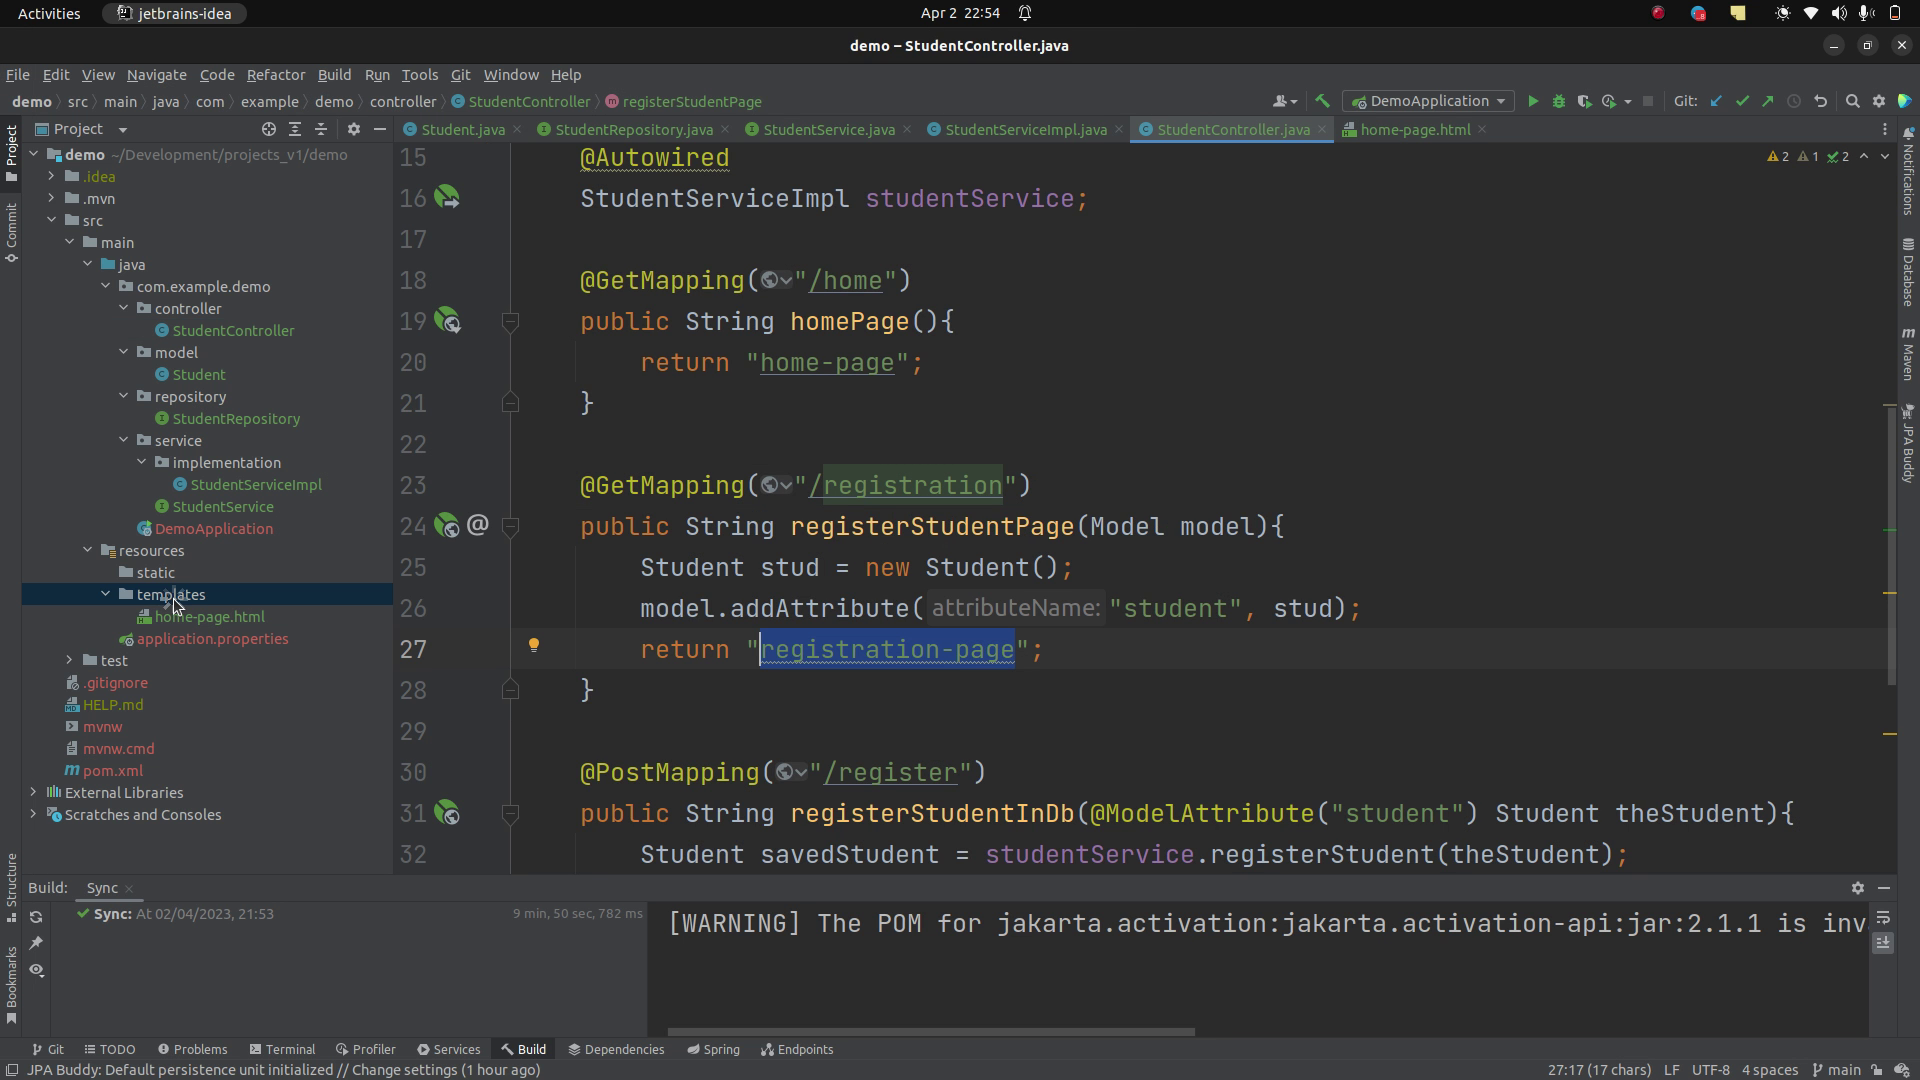 Activities
jetbrains-idea
Apr 2 22:54
demo – StudentController.java
File Edit View Navigate Code Refactor Build Run Tools Git Window Help
demo src main java com example demo controller StudentController registerStudentPage
DemoApplication
Git:
Project
Student.java
StudentRepository.java
StudentService.java
StudentServiceImpl.java
StudentController.java
home-page.html
demo ~/Development/projects_v1/demo
.idea
.mvn
src
main
java
com.example.demo
controller
StudentController
model
Student
repository
StudentRepository
service
implementation
StudentServiceImpl
StudentService
DemoApplication
resources
static
templates
home-page.html
application.properties
test
.gitignore
HELP.md
mvnw
mvnw.cmd
pom.xml
External Libraries
Scratches and Consoles
Project
Commit
Structure
Bookmarks
2 1 2
15 @Autowired
16 StudentServiceImpl studentService;
17
18 @GetMapping("/home")
19 public String homePage(){
20 return "home-page";
21 }
22
23 @GetMapping("/registration")
24 @ public String registerStudentPage(Model model){
25 Student stud = new Student();
26 model.addAttribute( attributeName: "student", stud);
27 return "registration-page";
28 }
29
30 @PostMapping("/register")
31 public String registerStudentInDb(@ModelAttribute("student") Student theStudent){
32 Student savedStudent = studentService.registerStudent(theStudent);
Notifications
Database
Maven
JPA Buddy
Build: Sync
Sync: At 02/04/2023, 21:53 9 min, 50 sec, 782 ms
[WARNING] The POM for jakarta.activation:jakarta.activation-api:jar:2.1.1 is inv
Git TODO Problems Terminal Profiler Services Build Dependencies Spring Endpoints
JPA Buddy: Default persistence unit initialized // Change settings (1 hour ago)
27:17 (17 chars) LF UTF-8 4 spaces main